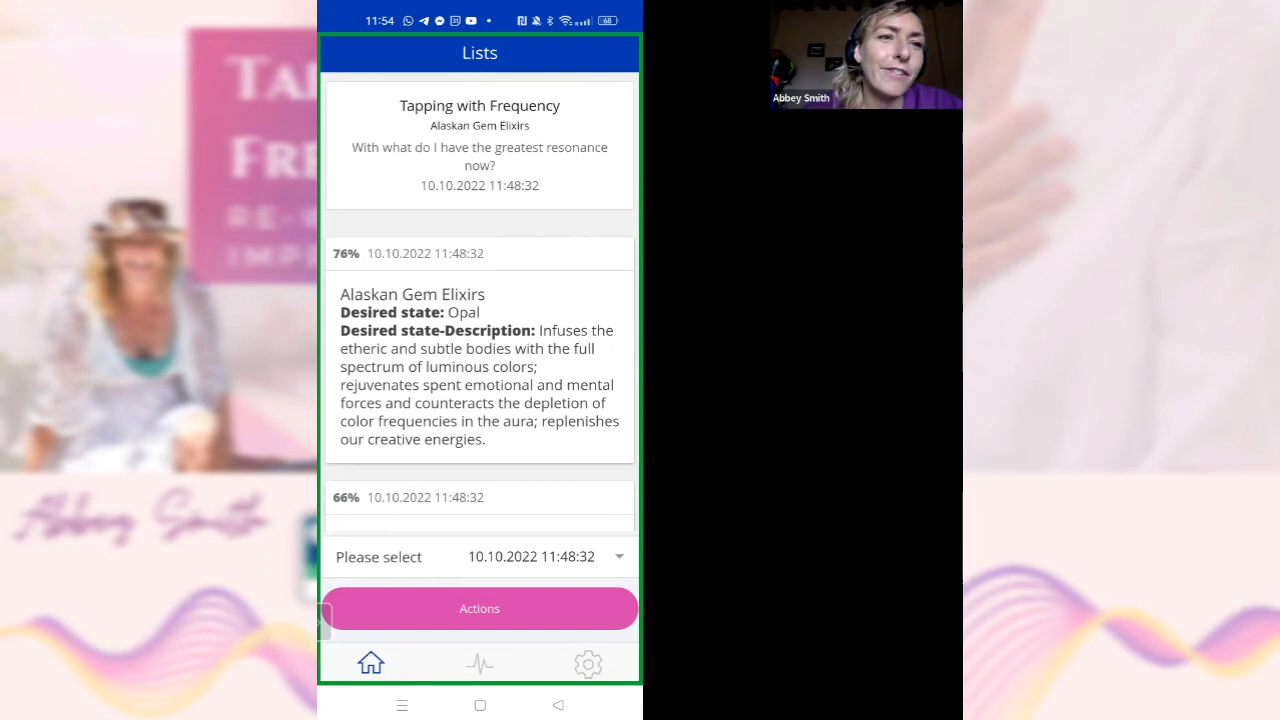 11:54
68
Lists
Tapping with Frequency
Alaskan Gem Elixirs
With what do I have the greatest resonance
now?
10.10.2022 11:48:32
76% 10.10.2022 11:48:32
Alaskan Gem Elixirs
Desired state: Opal
Desired state-Description: Infuses the
etheric and subtle bodies with the full
spectrum of luminous colors;
rejuvenates spent emotional and mental
forces and counteracts the depletion of
color frequencies in the aura; replenishes
our creative energies.
66% 10.10.2022 11:48:32
Please select 10.10.2022 11:48:32
Actions
Abbey Smith
Abbey Smith